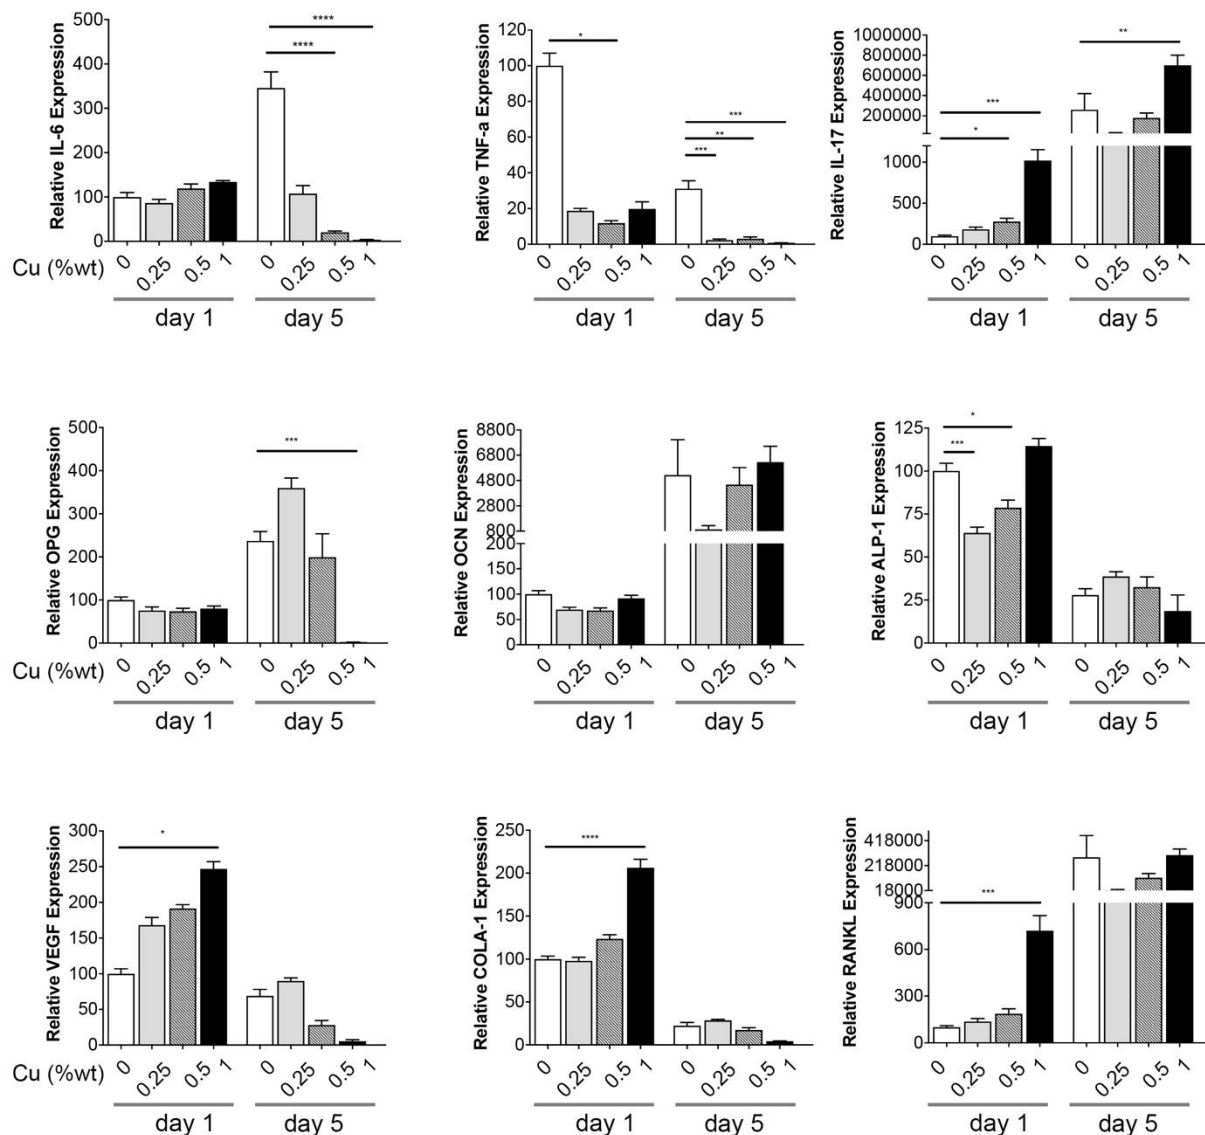 Relative IL-6 Expression
500
400
300
200
100
0
****
****
Cu (%wt)
0 0.25 0.5 1 0 0.25 0.5 1
day 1 day 5
Relative TNF-a Expression
120
100
80
60
40
20
0
*
***
**
***
0 0.25 0.5 1 0 0.25 0.5 1
day 1 day 5
Relative IL-17 Expression
1000000
800000
600000
400000
200000
1000
500
0
**
***
*
0 0.25 0.5 1 0 0.25 0.5 1
day 1 day 5
Relative OPG Expression
500
400
300
200
100
0
***
Cu (%wt)
0 0.25 0.5 1 0 0.25 0.5 1
day 1 day 5
Relative OCN Expression
8800
6800
4800
2800
800
200
150
100
50
0
0 0.25 0.5 1 0 0.25 0.5 1
day 1 day 5
Relative ALP-1 Expression
125
100
75
50
25
0
*
***
0 0.25 0.5 1 0 0.25 0.5 1
day 1 day 5
Relative VEGF Expression
300
250
200
150
100
50
0
*
Cu (%wt)
0 0.25 0.5 1 0 0.25 0.5 1
day 1 day 5
Relative COLA-1 Expression
250
200
150
100
50
0
****
0 0.25 0.5 1 0 0.25 0.5 1
day 1 day 5
Relative RANKL Expression
418000
218000
18000
900
600
300
0
***
0 0.25 0.5 1 0 0.25 0.5 1
day 1 day 5